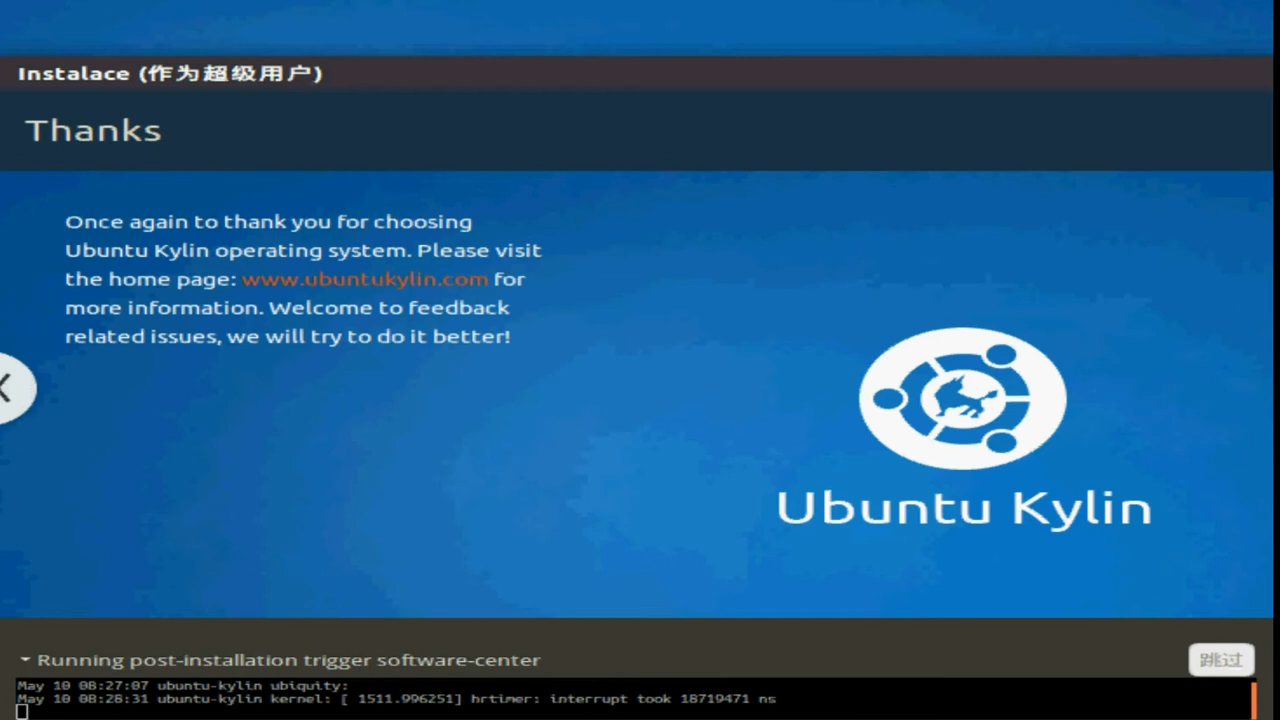 Instalace (作为超级用户)
Thanks
Once again to thank you for choosing
Ubuntu Kylin operating system. Please visit
the home page: www.ubuntukylin.com for
more information. Welcome to feedback
related issues, we will try to do it better!
Ubuntu Kylin
Running post-installation trigger software-center
跳过
May 10 08:27:07 ubuntu-kylin ubiquity:
May 10 08:28:31 ubuntu-kylin kernel: [ 1511.996251] hrtimer: interrupt took 18719471 ns